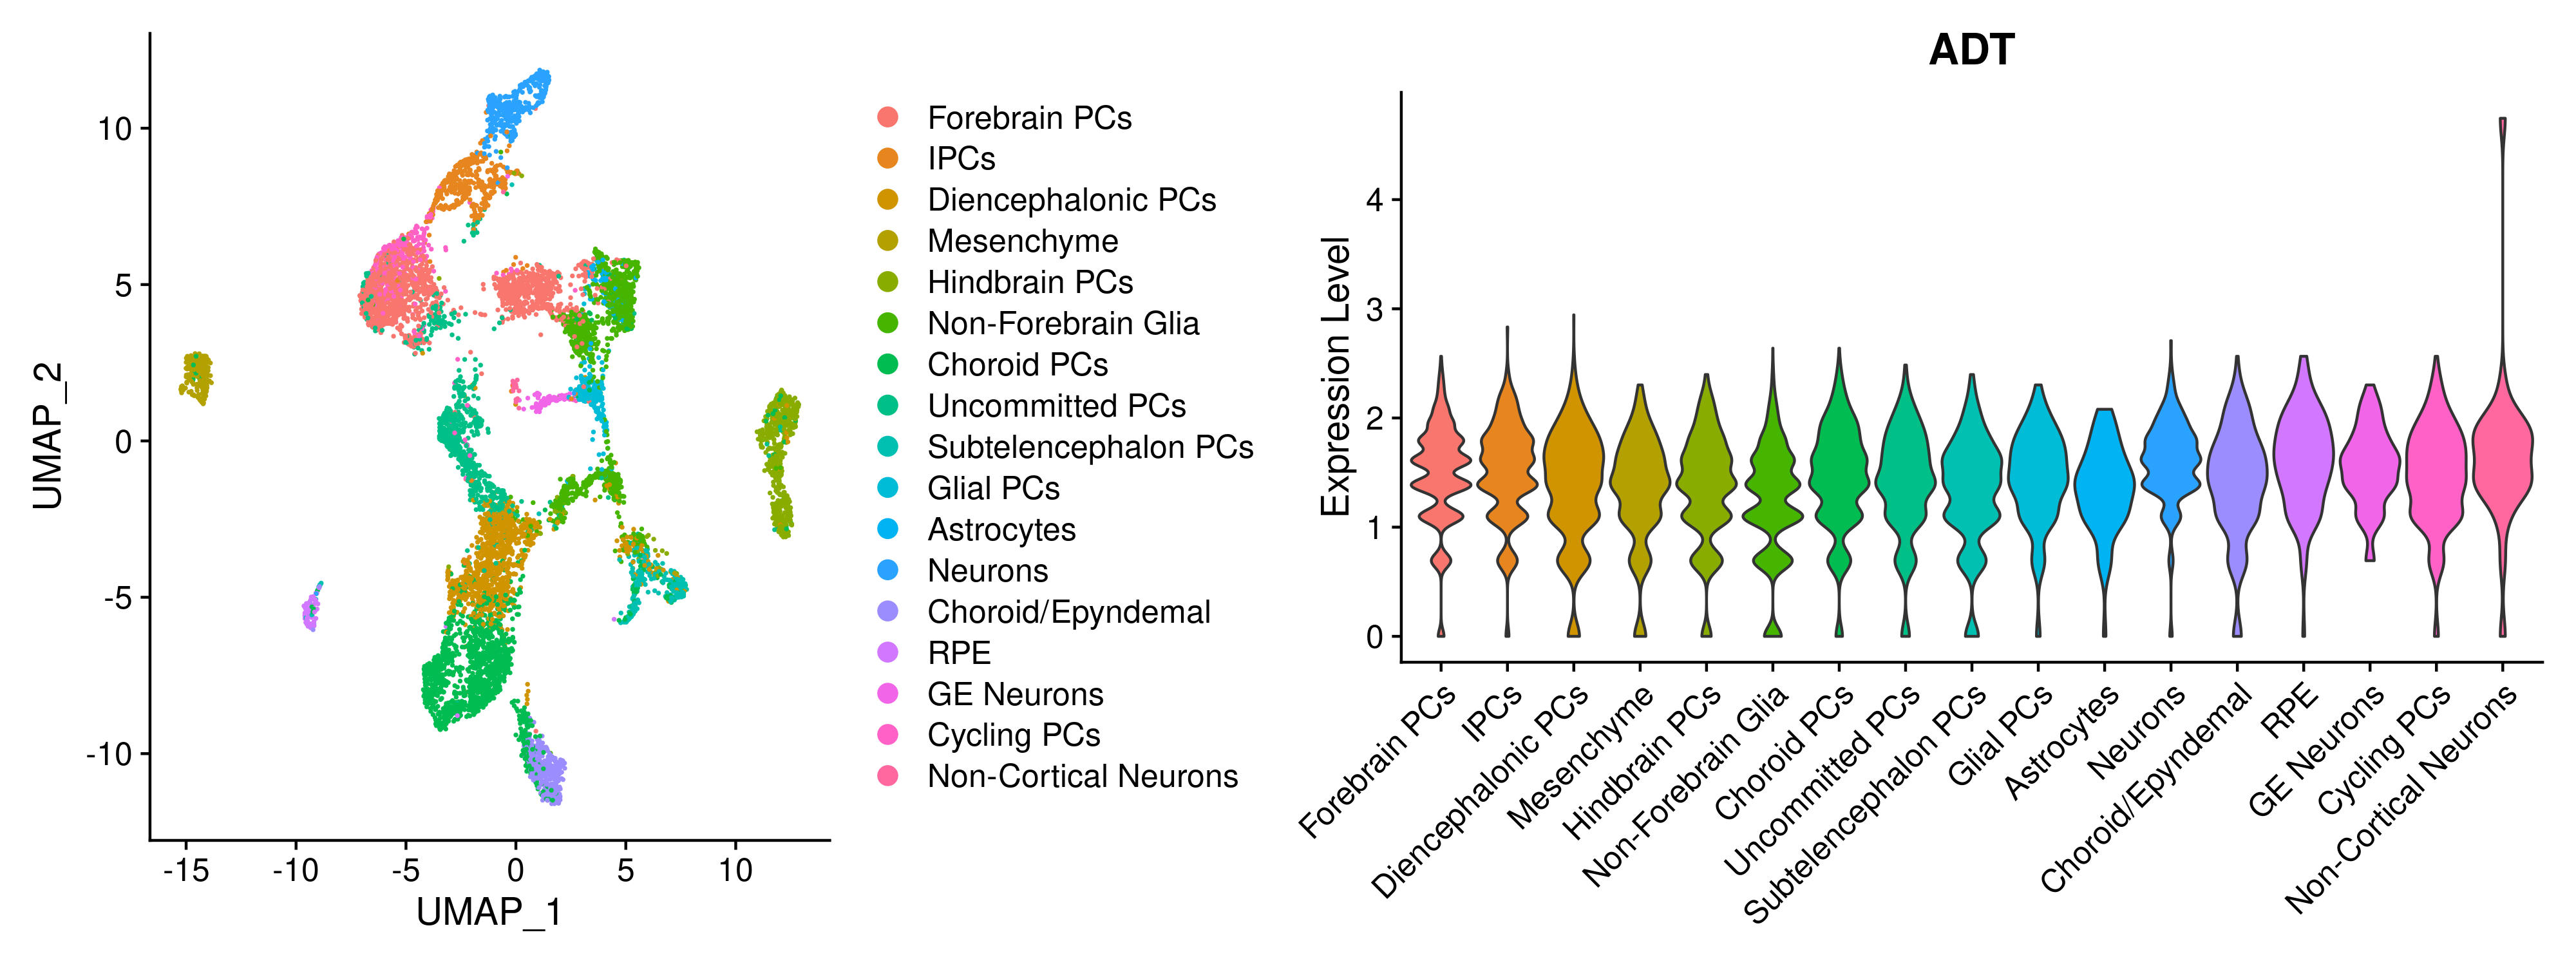 10
5
0
-5
-10
UMAP_2
-15
-10
-5
0
5
10
UMAP_1
Forebrain PCs
IPCs
Diencephalonic PCs
Mesenchyme
Hindbrain PCs
Non-Forebrain Glia
Choroid PCs
Uncommitted PCs
Subtelencephalon PCs
Glial PCs
Astrocytes
Neurons
Choroid/Epyndemal
RPE
GE Neurons
Cycling PCs
Non-Cortical Neurons
ADT
Expression Level
4
3
2
1
0
Forebrain PCs
IPCs
Diencephalonic PCs
Mesenchyme
Hindbrain PCs
Non-Forebrain Glia
Choroid PCs
Uncommitted PCs
Subtelencephalon PCs
Glial PCs
Astrocytes
Neurons
Choroid/Epyndemal
RPE
GE Neurons
Cycling PCs
Non-Cortical Neurons